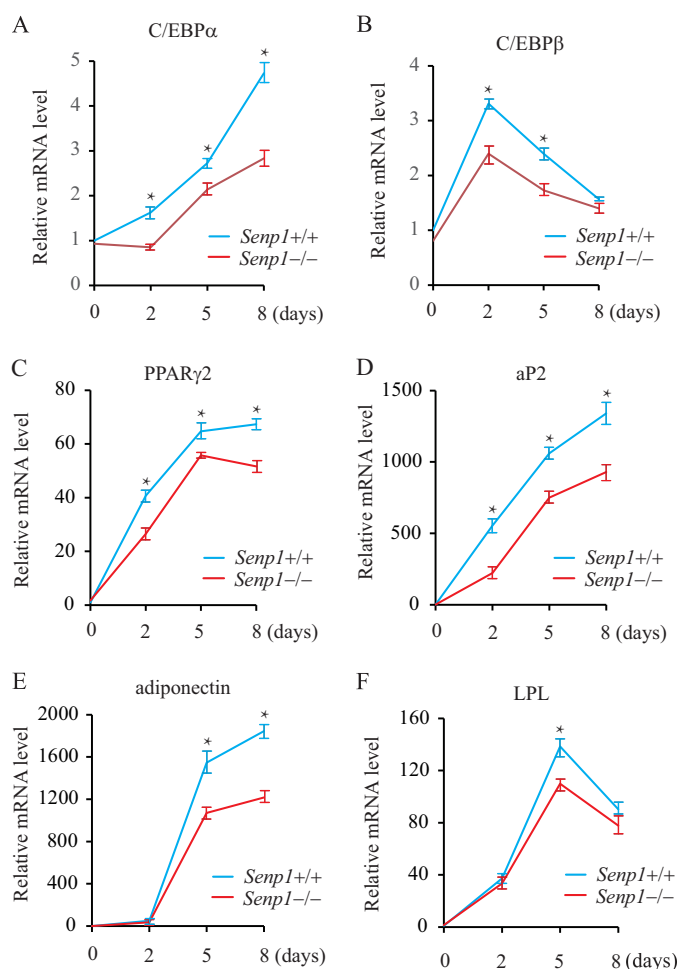 A
C/EBPα
Relative mRNA level
5
4
3
2
1
0
*
*
*
Senp1+/+
Senp1−/−
0 2 5 8 (days)
B
C/EBPβ
Relative mRNA level
4
3
2
1
0
*
*
Senp1+/+
Senp1−/−
0 2 5 8 (days)
C
PPARγ2
Relative mRNA level
80
60
40
20
0
*
*
*
Senp1+/+
Senp1−/−
0 2 5 8 (days)
D
aP2
Relative mRNA level
1500
1000
500
0
*
*
*
Senp1+/+
Senp1−/−
0 2 5 8 (days)
E
adiponectin
Relative mRNA level
2000
1600
1200
800
400
0
*
*
Senp1+/+
Senp1−/−
0 2 5 8 (days)
F
LPL
Relative mRNA level
160
120
80
40
0
*
Senp1+/+
Senp1−/−
0 2 5 8 (days)